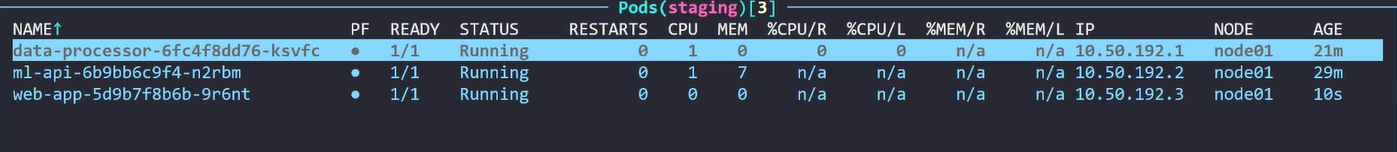 Pods(staging)[3]
NAME↑ PF READY STATUS RESTARTS CPU MEM %CPU/R %CPU/L %MEM/R %MEM/L IP NODE AGE
data-processor-6fc4f8dd76-ksvfc ● 1/1 Running 0 1 0 0 0 n/a n/a 10.50.192.1 node01 21m
ml-api-6b9bb6c9f4-n2rbm ● 1/1 Running 0 1 7 n/a n/a n/a n/a 10.50.192.2 node01 29m
web-app-5d9b7f8b6b-9r6nt ● 1/1 Running 0 0 0 n/a n/a n/a n/a 10.50.192.3 node01 10s